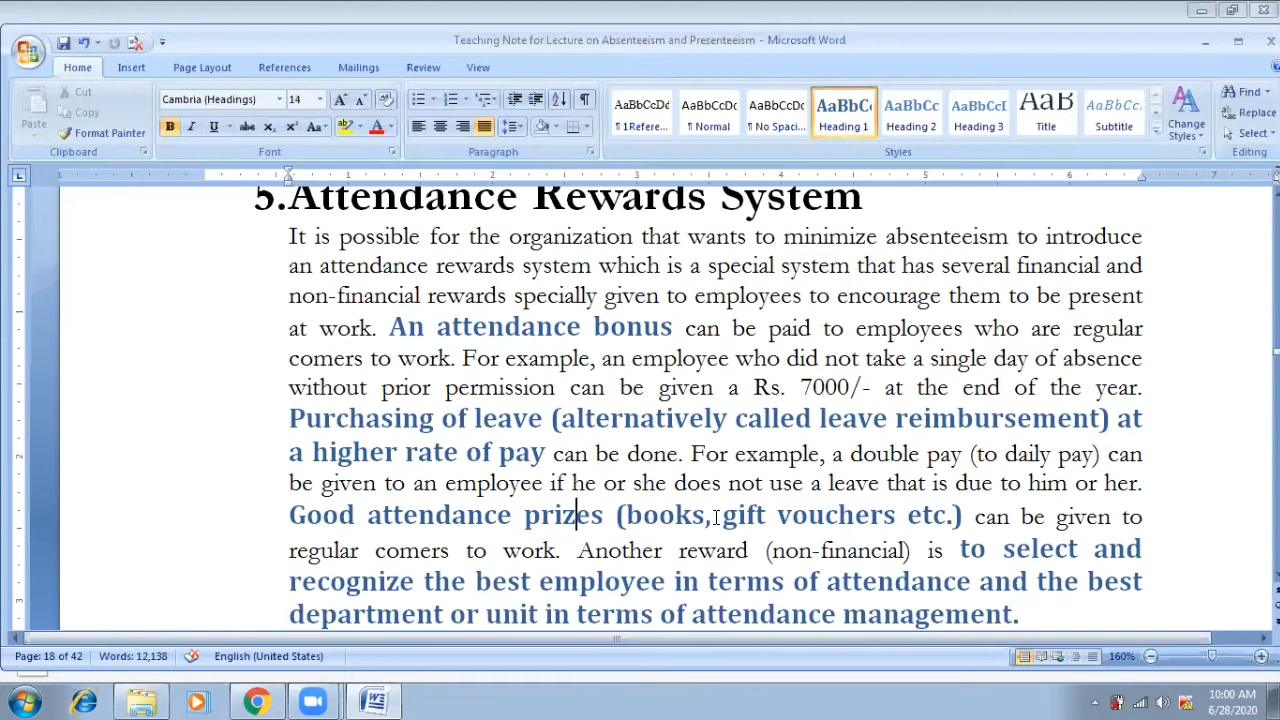 Teaching Note for Lecture on Absenteeism and Presenteeism - Microsoft Word
Home Insert Page Layout References Mailings Review View
Cut
Copy
Format Painter
Paste
Clipboard
Cambria (Headings) 14
Font
Paragraph
AaBbCcDd AaBbCcDc AaBbCcDc AaBbC AaBbCc AaBbCcI AaB AaBbCcl
¶ 1Refere... ¶ Normal ¶ No Spaci... Heading 1 Heading 2 Heading 3 Title Subtitle
Change Styles
Styles
Find
Replace
Select
Editing
5.Attendance Rewards System
It is possible for the organization that wants to minimize absenteeism to introduce
an attendance rewards system which is a special system that has several financial and
non-financial rewards specially given to employees to encourage them to be present
at work. An attendance bonus can be paid to employees who are regular
comers to work. For example, an employee who did not take a single day of absence
without prior permission can be given a Rs. 7000/- at the end of the year.
Purchasing of leave (alternatively called leave reimbursement) at
a higher rate of pay can be done. For example, a double pay (to daily pay) can
be given to an employee if he or she does not use a leave that is due to him or her.
Good attendance prizes (books, gift vouchers etc.) can be given to
regular comers to work. Another reward (non-financial) is to select and
recognize the best employee in terms of attendance and the best
department or unit in terms of attendance management.
Page: 18 of 42 Words: 12,138 English (United States) 160%
10:00 AM
6/28/2020